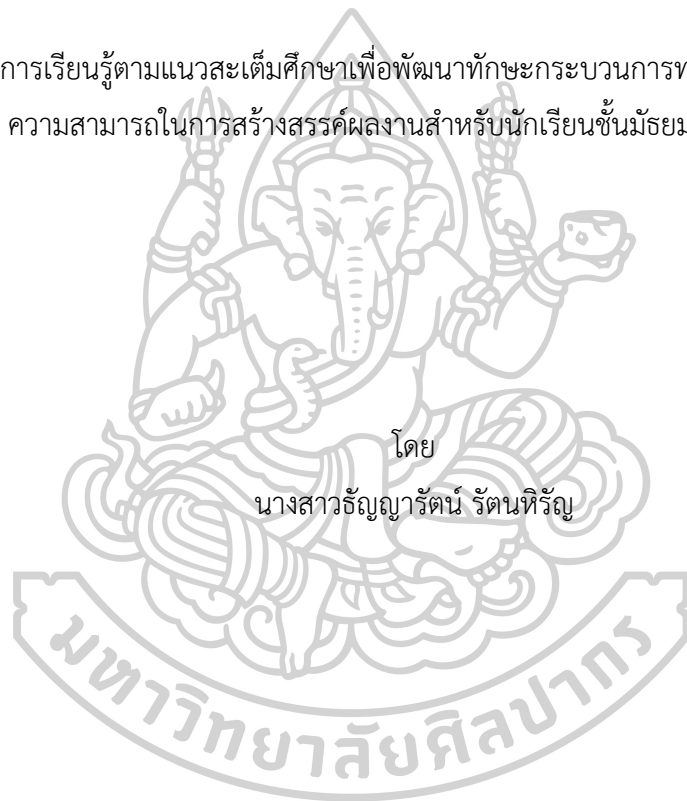 การเรียนรู้ตามแนวสะเต็มศึกษาเพื่อพัฒนาทักษะกระบวนการท
ความสามารถในการสร้างสรรค์ผลงานสำหรับนักเรียนชั้นมัธยม
โดย
นางสาวธัญญารัตน์ รัตนหิรัญ
มหาวิทยาลัยศิลปากร